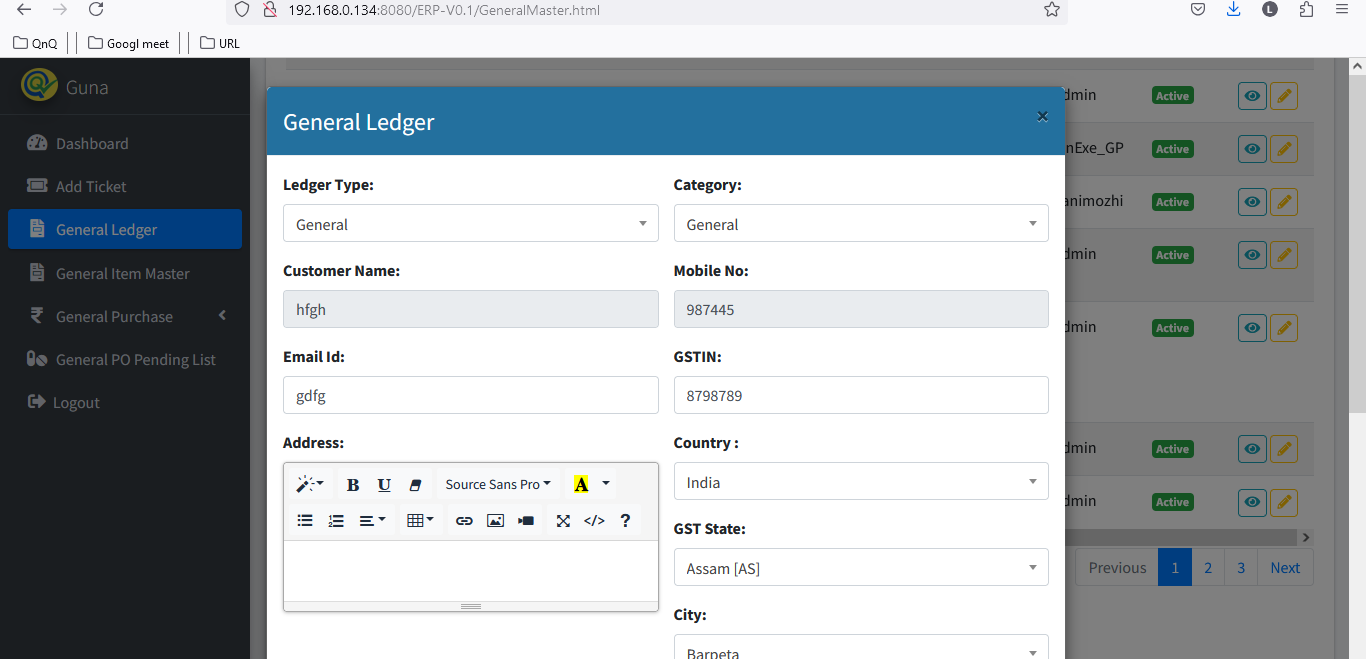 192.168.0.134:8080/ERP-V0.1/GeneralMaster.html
QnQ
Googl meet
URL
Guna
Dashboard
Add Ticket
General Ledger
General Item Master
General Purchase
General PO Pending List
Logout
General Ledger
×
Ledger Type:
Category:
General
General
Customer Name:
Mobile No:
hfgh
987445
Email Id:
GSTIN:
gdfg
8798789
Address:
Country :
B U Source Sans Pro A
India
</> ?
GST State:
Assam [AS]
City:
Barpeta
dmin Active
nExe_GP Active
animozhi Active
dmin Active
dmin Active
dmin Active
dmin Active
Previous 1 2 3 Next